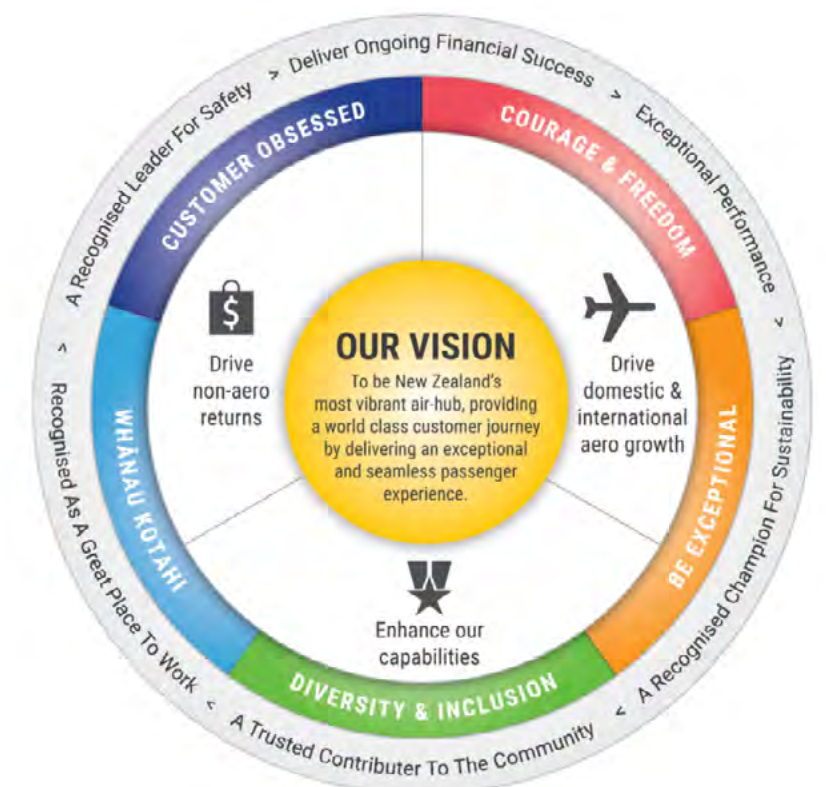 Deliver Ongoing Financial Success
>
Exceptional Performance
>
A Recognised Champion For Sustainability
<
A Trusted Contributer To The Community
<
Recognised As A Great Place To Work
<
A Recognised Leader For Safety
>
CUSTOMER OBSESSED
COURAGE & FREEDOM
BE EXCEPTIONAL
DIVERSITY & INCLUSION
WHĀNAU KOTAHI
$
Drive
non-aero
returns
OUR VISION
To be New Zealand's
most vibrant air-hub, providing
a world class customer journey
by delivering an exceptional
and seamless passenger
experience.
Drive
domestic &
international
aero growth
Enhance our
capabilities